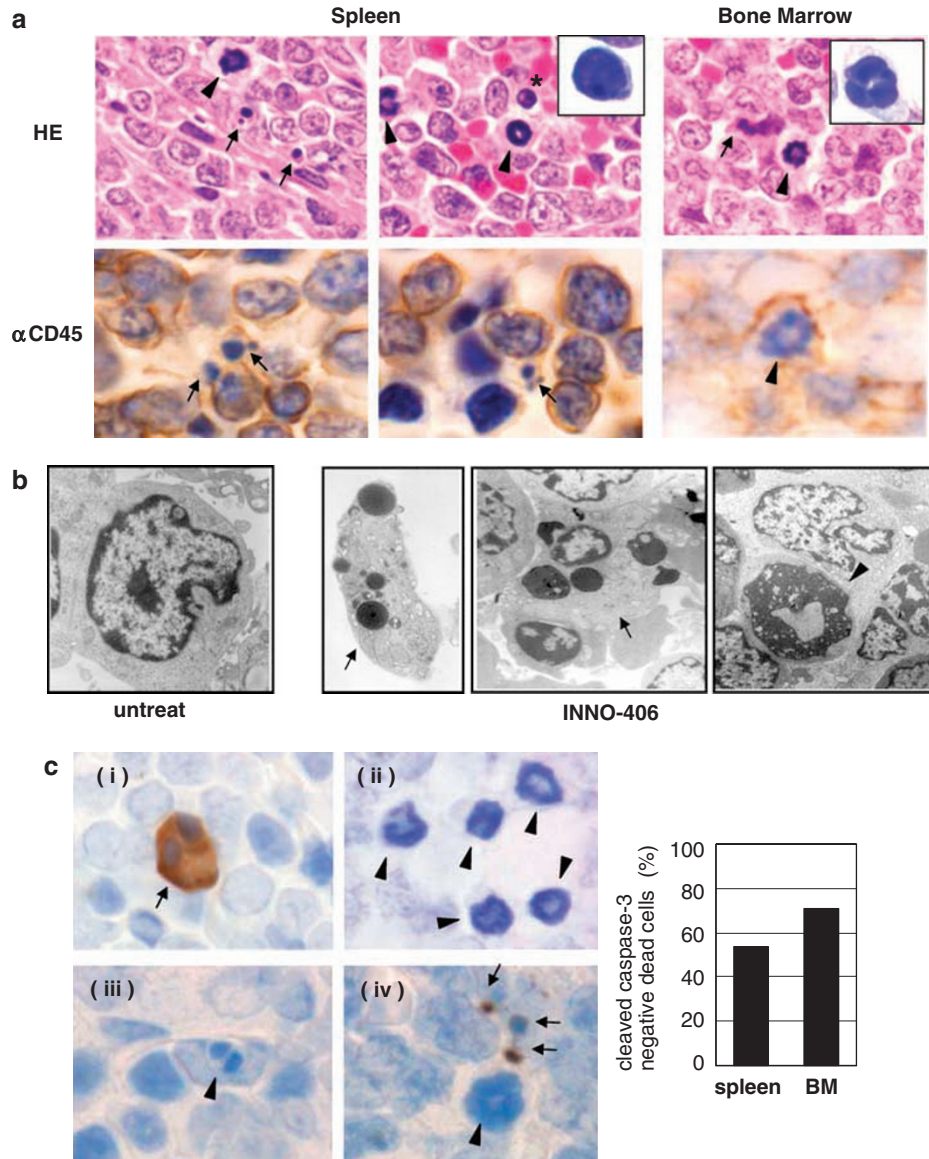 a
Spleen
Bone Marrow
HE
*
αCD45
b
untreat
INNO-406
c
( i )
( ii )
( iii )
( iv )
cleaved caspase-3
negative dead cells (%)
100
80
60
40
20
0
spleen
BM